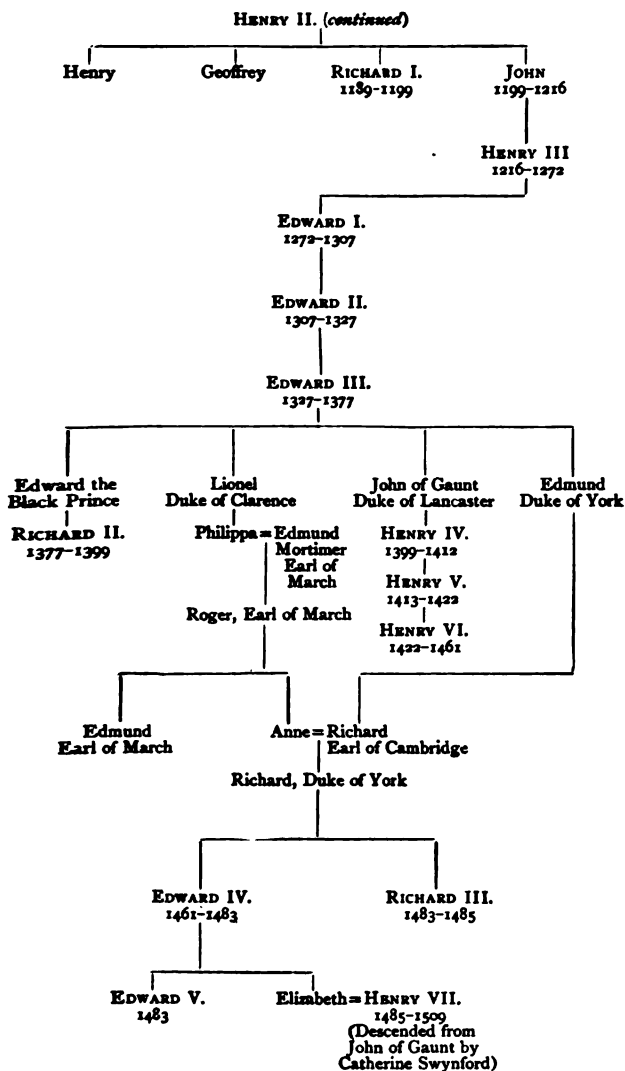 HENRY II. (continued)
Henry Geoffrey RICHARD I. JOHN
1189-1199 1199-1216
HENRY III
1216-1272
EDWARD I.
1272-1307
EDWARD II.
1307-1327
EDWARD III.
1327-1377
Edward the Lionel John of Gaunt Edmund
Black Prince Duke of Clarence Duke of Lancaster Duke of York
RICHARD II. Philippa = Edmund HENRY IV.
1377-1399 Mortimer 1399-1412
Earl of
March HENRY V.
1413-1422
Roger, Earl of March
HENRY VI.
1422-1461
Edmund Anne = Richard
Earl of March Earl of Cambridge
Richard, Duke of York
EDWARD IV. RICHARD III.
1461-1483 1483-1485
EDWARD V. Elizabeth = HENRY VII.
1483 1485-1509
(Descended from
John of Gaunt by
Catherine Swynford)